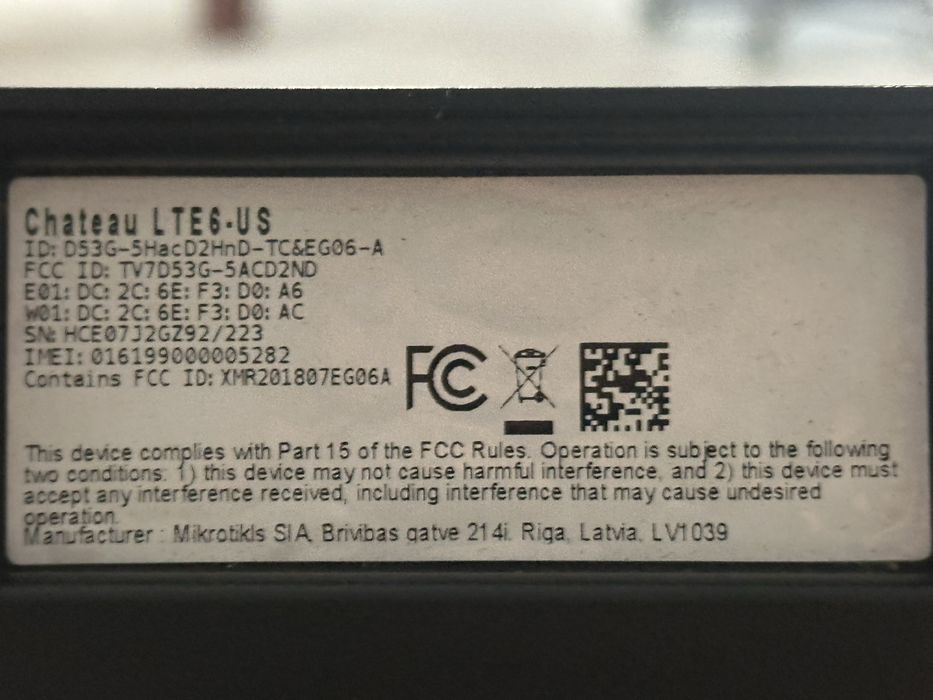 Chateau LTE6-US
ID: D53G-5HacD2HnD-TC&EG06-A
FCC ID: TV7D53G-5ACD2ND
E01: DC: 2C: 6E: F3: D0: A6
W01: DC: 2C: 6E: F3: D0: AC
SN: HCE07J2GZ92/223
IMEI: 016199000005282
Contains FCC ID: XMR201807EG06A
FC
This device complies with Part 15 of the FCC Rules. Operation is subject to the following
two conditions: 1) this device may not cause harmful interference, and 2) this device must
accept any interference received, including interference that may cause undesired
operation.
Manufacturer : Mikrotikls SIA, Brivibas gatve 214i, Riga, Latvia, LV1039